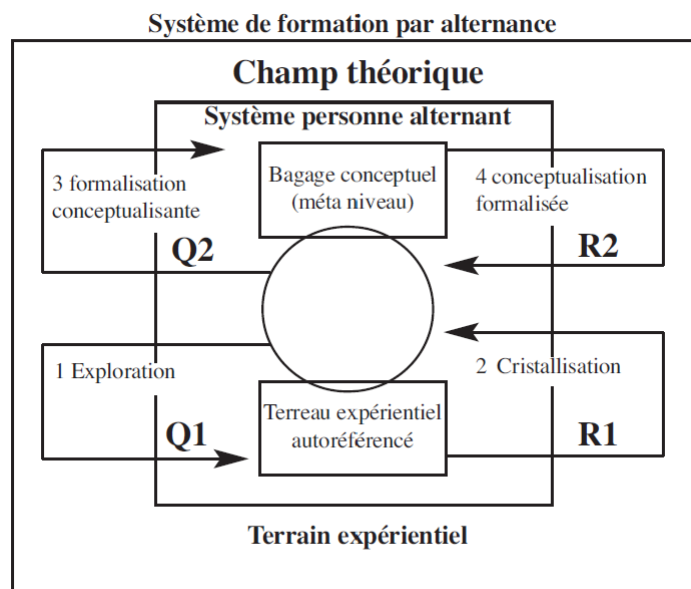 Système de formation par alternance
Champ théorique
Système personne alternant
3 formalisation
conceptualisante
Bagage conceptuel
(méta niveau)
4 conceptualisation
formalisée
Q2
R2
1 Exploration
2 Cristallisation
Terreau expérientiel
autoréférencé
Q1
R1
Terrain expérientiel